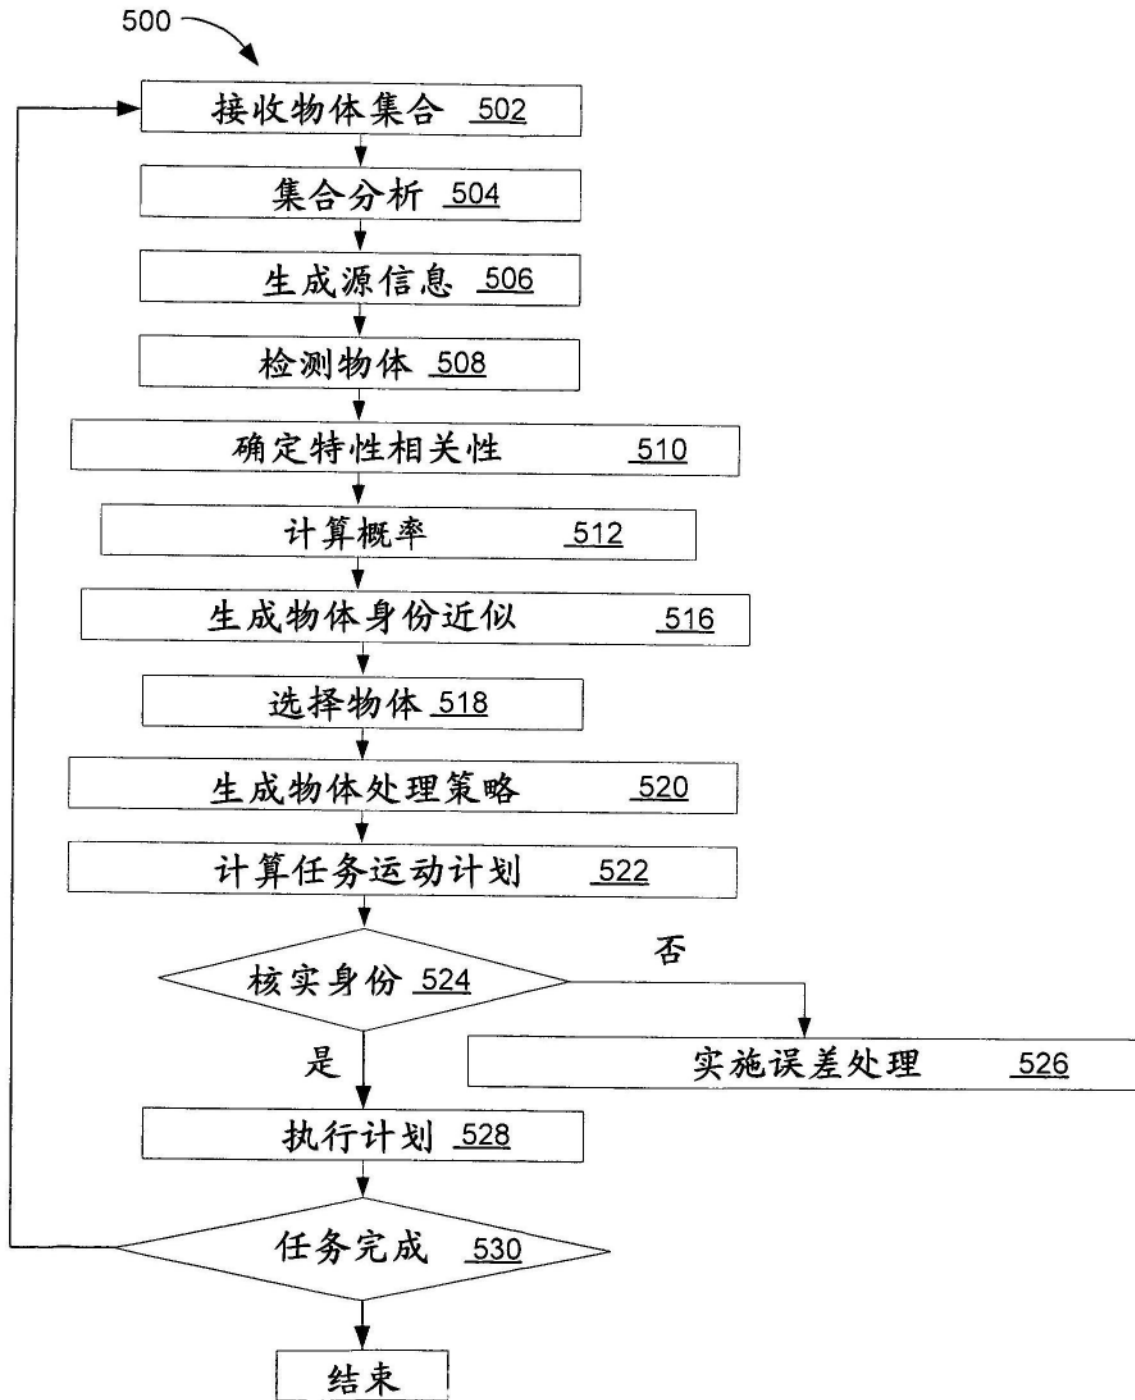 500
接收物体集合 502
集合分析 504
生成源信息 506
检测物体 508
确定特性相关性 510
计算概率 512
生成物体身份近似 516
选择物体 518
生成物体处理策略 520
计算任务运动计划 522
核实身份 524
否
是
实施误差处理 526
执行计划 528
任务完成 530
结束